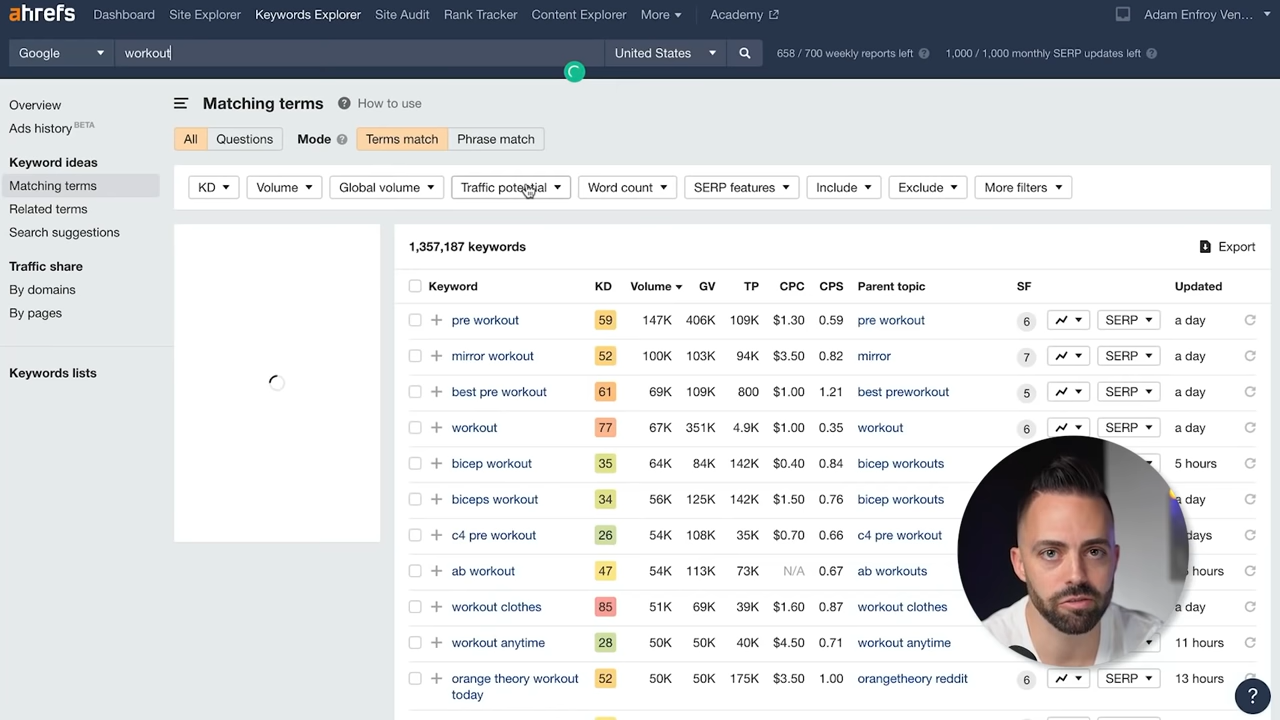 ahrefs Dashboard Site Explorer Keywords Explorer Site Audit Rank Tracker Content Explorer More Academy Adam Enfroy Ven...
Google workout United States 658 / 700 weekly reports left ? 1,000 / 1,000 monthly SERP updates left ?
Overview
Ads history BETA
Keyword ideas
Matching terms
Related terms
Search suggestions
Traffic share
By domains
By pages
Keywords lists
Matching terms ? How to use
All Questions Mode ? Terms match Phrase match
KD Volume Global volume Traffic potential Word count SERP features Include Exclude More filters
1,357,187 keywords Export
Keyword KD Volume GV TP CPC CPS Parent topic SF Updated
pre workout 59 147K 406K 109K $1.30 0.59 pre workout 6 SERP a day
mirror workout 52 100K 103K 94K $3.50 0.82 mirror 7 SERP a day
best pre workout 61 69K 109K 800 $1.00 1.21 best preworkout 5 SERP a day
workout 77 67K 351K 4.9K $1.00 0.35 workout 6 SERP a day
bicep workout 35 64K 84K 142K $0.40 0.84 bicep workouts 5 hours
biceps workout 34 56K 125K 142K $1.50 0.76 bicep workouts day
c4 pre workout 26 54K 108K 35K $0.70 0.66 c4 pre workout days
ab workout 47 54K 113K 73K N/A 0.67 ab workouts hours
workout clothes 85 51K 69K 39K $1.60 0.87 workout clothes a day
workout anytime 28 50K 50K 40K $4.50 0.71 workout anytime 11 hours
orange theory workout today 52 50K 50K 175K $3.50 1.00 orangetheory reddit 6 SERP 13 hours
?